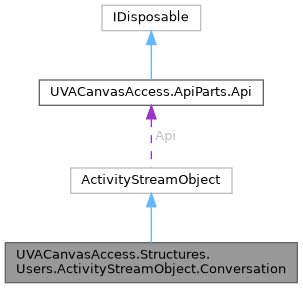 IDisposable
UVACanvasAccess.ApiParts.Api
Api
ActivityStreamObject
UVACanvasAccess.Structures.
Users.ActivityStreamObject.Conversation